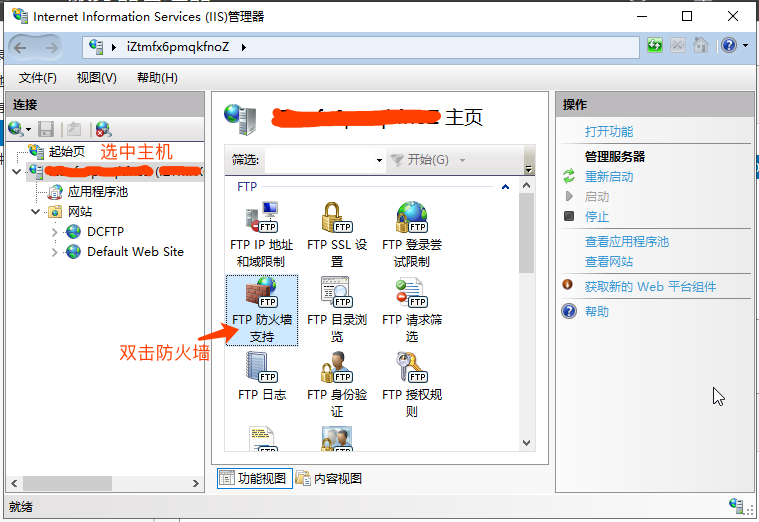 Internet Information Services (IIS)管理器
iZtmfx6pmqkfnoZ
文件(F) 视图(V) 帮助(H)
连接
起始页
选中主机
应用程序池
网站
DCFTP
Default Web Site
主页
筛选:
开始(G)
FTP
FTP IP 地址
和域限制
FTP SSL 设
置
FTP 登录尝
试限制
FTP 防火墙
支持
FTP 目录浏
览
FTP 请求筛
选
双击防火墙
FTP 日志
FTP 身份验
证
FTP 授权规
则
功能视图
内容视图
操作
打开功能
管理服务器
重新启动
启动
停止
查看应用程序池
查看网站
获取新的 Web 平台组件
帮助
就绪